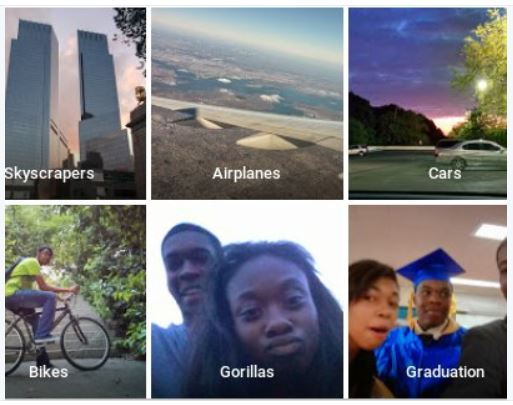 Skyscrapers
Airplanes
Cars
Bikes
Gorillas
Graduation